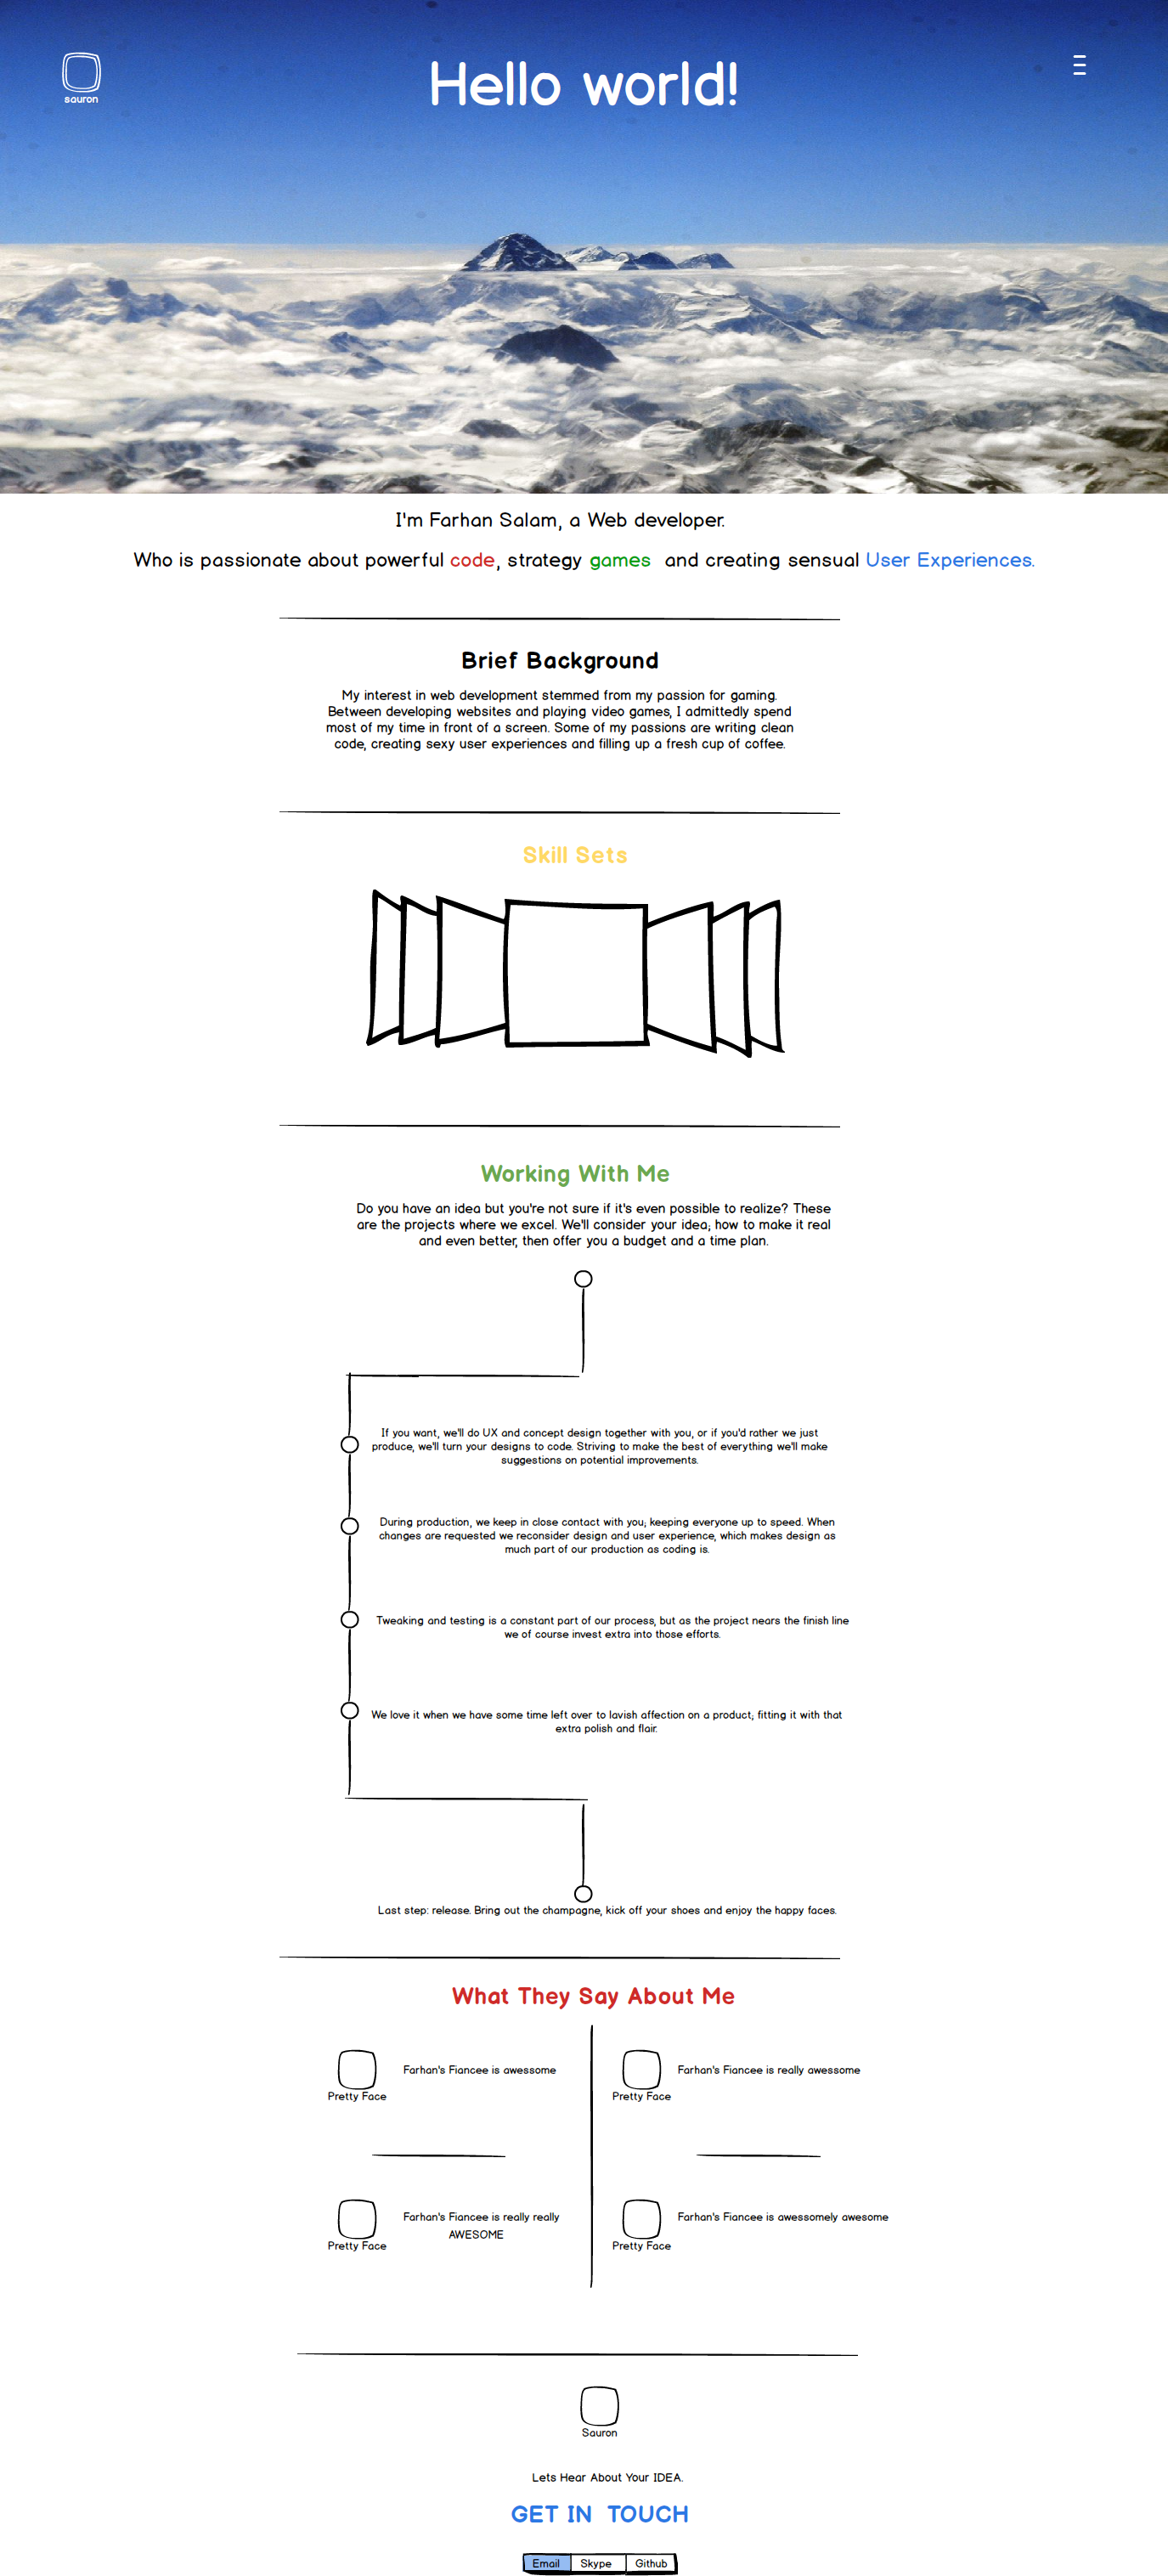 Hello world!
sauron
I'm Farhan Salam, a Web developer.
Who is passionate about powerful code, strategy games and creating sensual User Experiences.
Brief Background
My interest in web development stemmed from my passion for gaming.
Between developing websites and playing video games, I admittedly spend
most of my time in front of a screen. Some of my passions are writing clean
code, creating sexy user experiences and filling up a fresh cup of coffee.
Skill Sets
Working With Me
Do you have an idea but you're not sure if it's even possible to realize? These
are the projects where we excel. We'll consider your idea; how to make it real
and even better, then offer you a budget and a time plan.
If you want, we'll do UX and concept design together with you, or if you'd rather we just
produce, we'll turn your designs to code. Striving to make the best of everything we'll make
suggestions on potential improvements.
During production, we keep in close contact with you; keeping everyone up to speed. When
changes are requested we reconsider design and user experience, which makes design as
much part of our production as coding is.
Tweaking and testing is a constant part of our process, but as the project nears the finish line
we of course invest extra into those efforts.
We love it when we have some time left over to lavish affection on a product; fitting it with that
extra polish and flair.
Last step: release. Bring out the champagne, kick off your shoes and enjoy the happy faces.
What They Say About Me
Farhan's Fiancee is awessome
Pretty Face
Farhan's Fiancee is really awessome
Pretty Face
Farhan's Fiancee is really really
AWESOME
Pretty Face
Farhan's Fiancee is awessomely awesome
Pretty Face
Sauron
Lets Hear About Your IDEA.
GET IN TOUCH
Email Skype Github